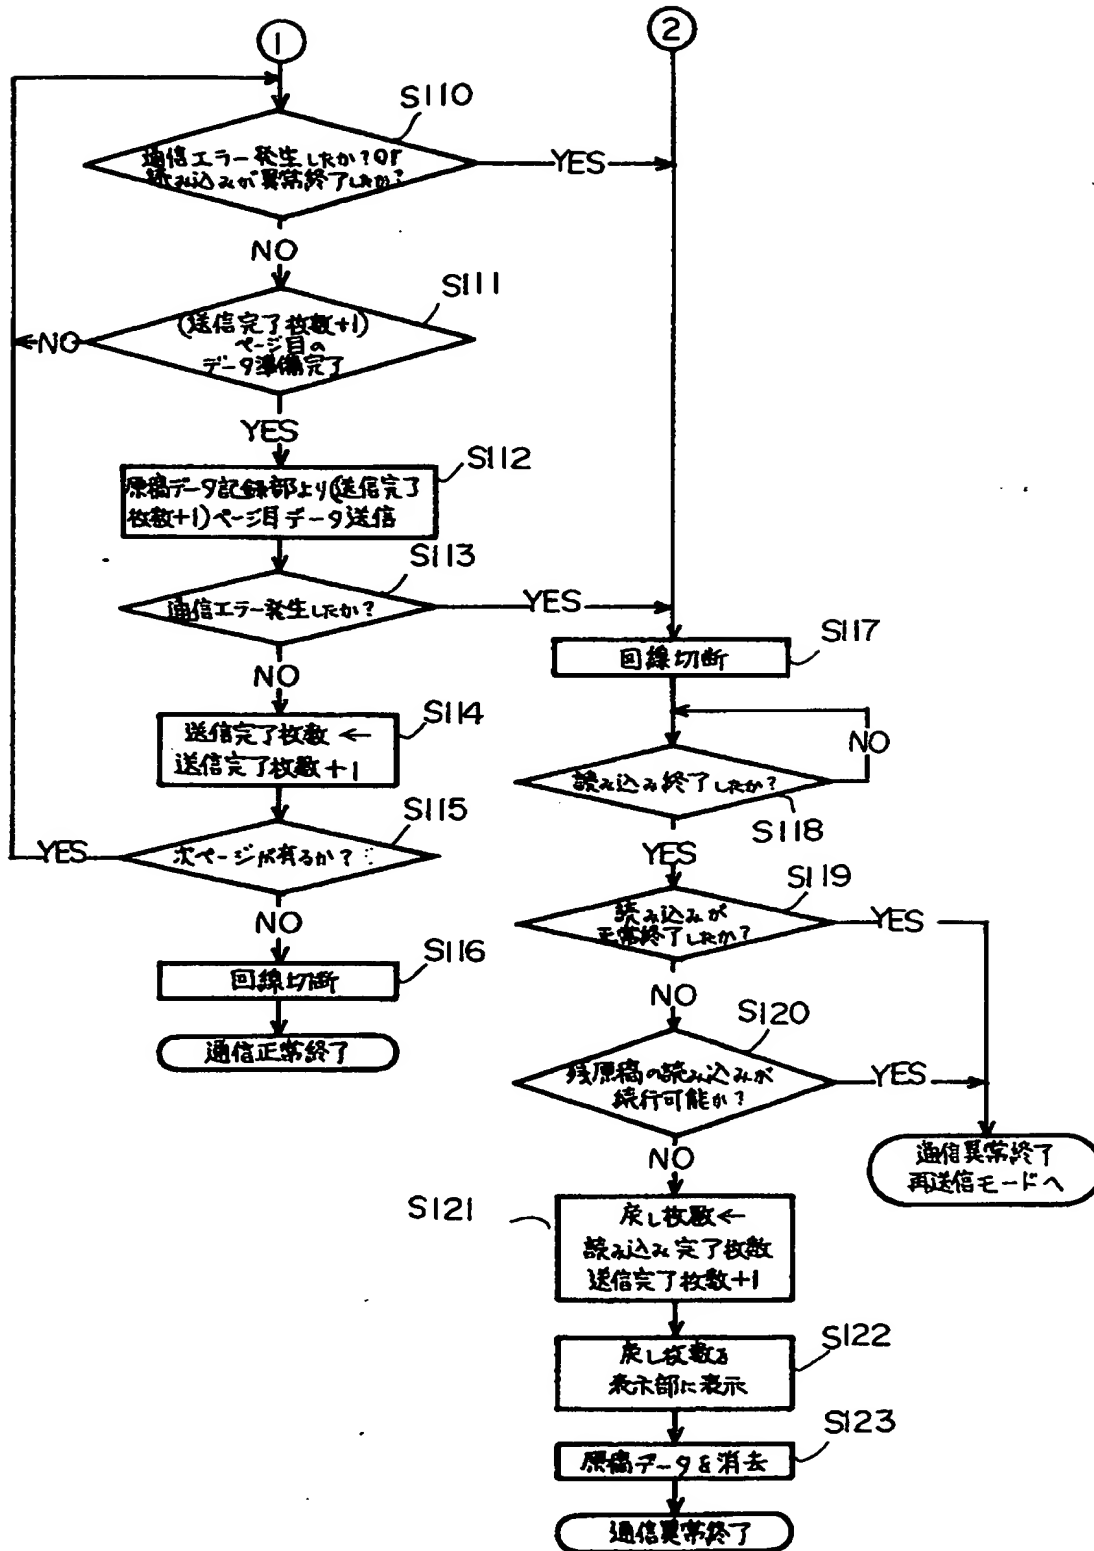 1
2
S110
通信エラー発生したか?or
読み込みが異常終了したか?
YES
NO
S111
(送信完了枚数+1)
ページ目の
データ準備完了
NO
YES
S112
原稿データ記録部より(送信完了
枚数+1)ページ目データ送信
S113
通信エラー発生したか?
YES
NO
S114
送信完了枚数 ←
送信完了枚数+1
S115
次ページが有るか?
YES
NO
S116
回線切断
通信正常終了
S117
回線切断
NO
読み込み終了したか?
S118
YES
S119
読み込みが
正常終了したか?
YES
NO
S120
残原稿の読み込みが
続行可能か?
YES
NO
通信異常終了
再送信モードへ
S121
戻し枚数←
読み込み完了枚数
送信完了枚数+1
S122
戻し枚数を
表示部に表示
S123
原稿データを消去
通信異常終了